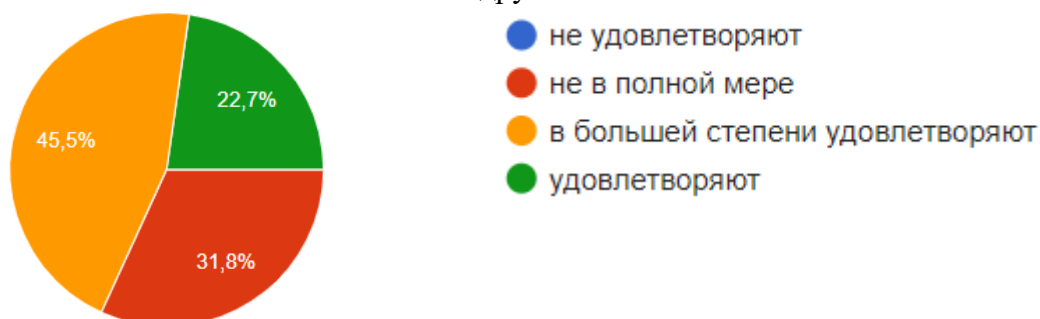 не удовлетворяют
22,7%
не в полной мере
45,5%
в большей степени удовлетворяют
удовлетворяют
31,8%